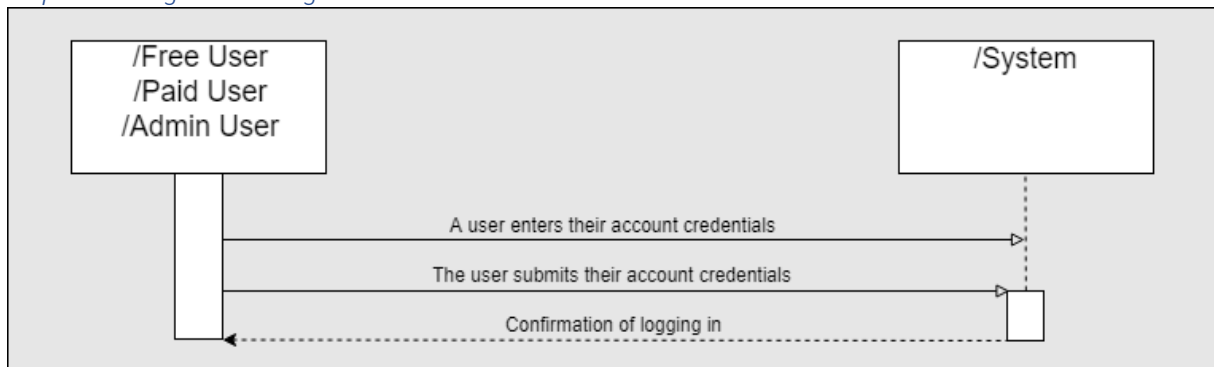 /Free User
/Paid User
/Admin User
/System
A user enters their account credentials
The user submits their account credentials
Confirmation of logging in